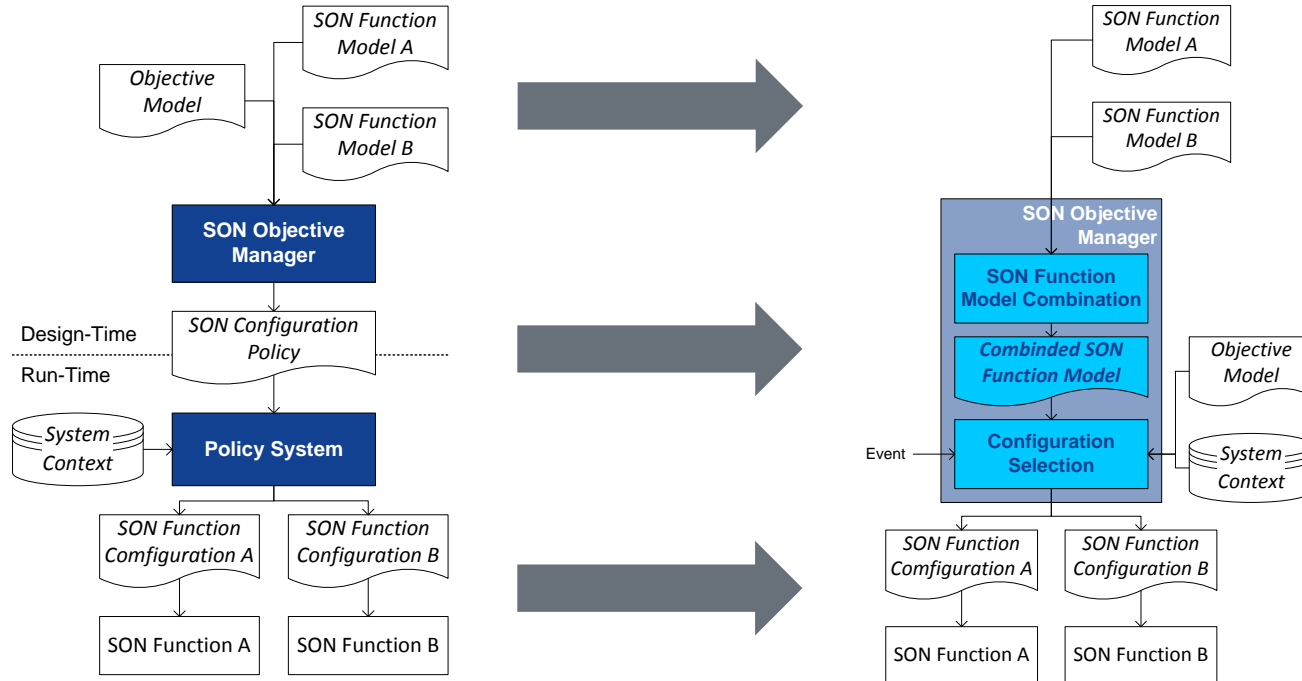 SON Function
Model A
Objective
Model
SON Function
Model B
SON Objective
Manager
Design-Time
SON Configuration
Policy
Run-Time
System
Context
Policy System
SON Function
Comfiguration A
SON Function
Configuration B
SON Function A
SON Function B
SON Function
Model A
SON Function
Model B
SON Objective
Manager
SON Function
Model Combination
Combinded SON
Function Model
Objective
Model
Event
Configuration
Selection
System
Context
SON Function
Comfiguration A
SON Function
Configuration B
SON Function A
SON Function B